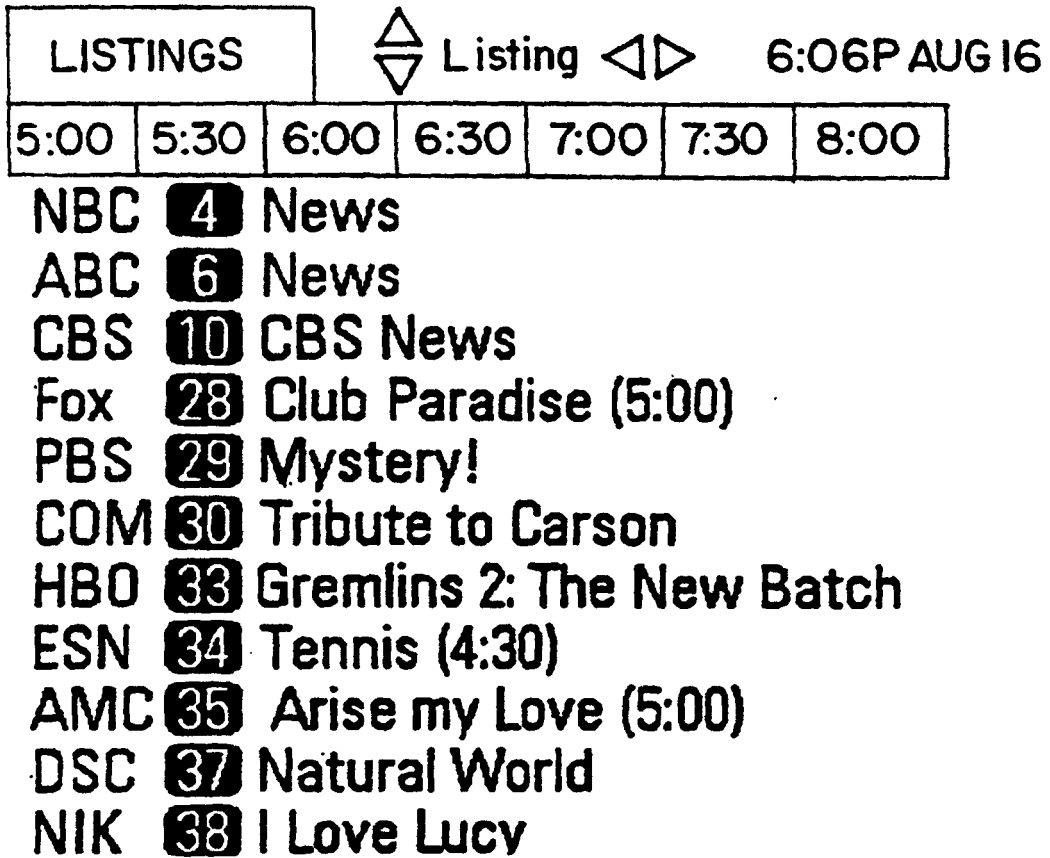 LISTINGS Listing 6:06P AUG 16
5:00 5:30 6:00 6:30 7:00 7:30 8:00
NBC 4 News
ABC 6 News
CBS 10 CBS News
Fox 28 Club Paradise (5:00)
PBS 29 Mystery!
COM 30 Tribute to Carson
HBO 33 Gremlins 2: The New Batch
ESN 34 Tennis (4:30)
AMC 35 Arise my Love (5:00)
DSC 37 Natural World
NIK 38 I Love Lucy